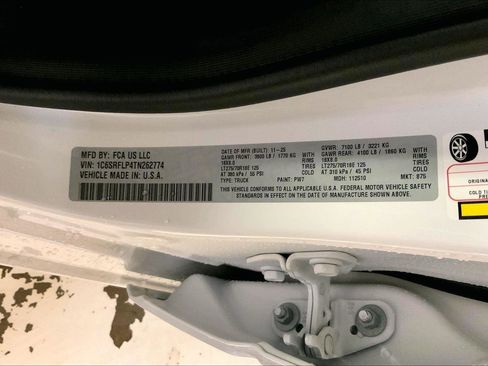 MFD BY: FCA US LLC
VIN: 1C6SRFLP4TN262774
VEHICLE MADE IN: U.S.A.
DATE OF MFR (BUILT): 11-25
GAWR FRONT: 3900 LB / 1770 KG WITH
18X8.0 RIMS
LT275/70R18E 125 TIRES
AT 380 kPa / 55 PSI COLD
TYPE: TRUCK PAINT: PW7
GVWR: 7100 LB / 3221 KG
GAWR REAR: 4100 LB / 1860 KG WITH
18X8.0 RIMS
LT275/70R18E 125 TIRES
AT 310 kPa / 45 PSI COLD
MDH: 112510 MKT: 875
THIS VEHICLE CONFORMS TO ALL APPLICABLE U.S.A. FEDERAL MOTOR VEHICLE SAFETY
STANDARDS IN EFFECT ON THE DATE OF MANUFACTURE SHOWN ABOVE.
ORIGINAL